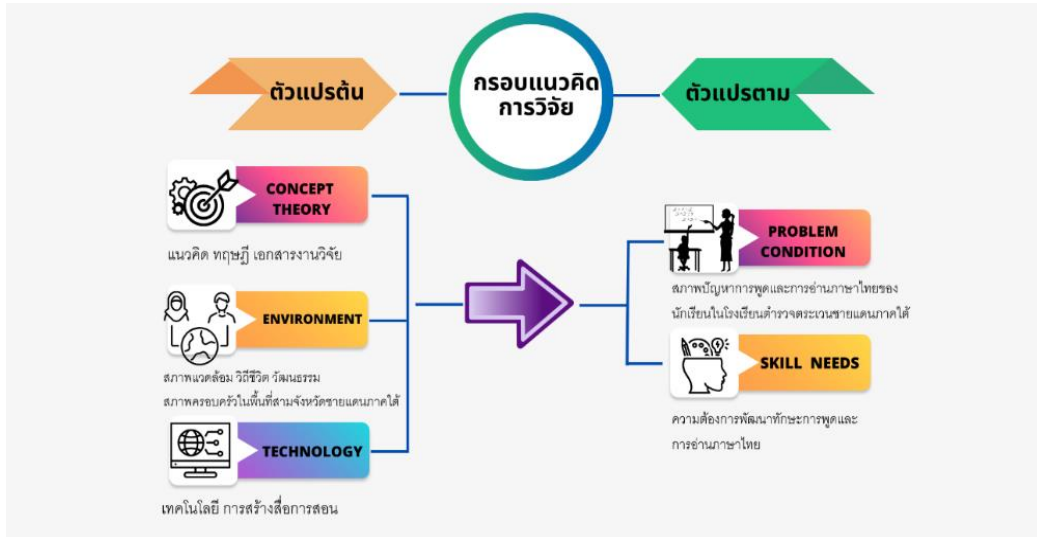 กรอบแนวคิด
การวิจัย
ตัวแปรต้น
ตัวแปรตาม
CONCEPT
THEORY
แนวคิด ทฤษฎี เอกสารงานวิจัย
ENVIRONMENT
สภาพแวดล้อม วิถีชีวิต วัฒนธรรม
สภาพครอบครัวในพื้นที่สามจังหวัดชายแดนภาคใต้
TECHNOLOGY
เทคโนโลยี การสร้างสื่อการสอน
PROBLEM
CONDITION
สภาพปัญหาการพูดและการอ่านภาษาไทยของ
นักเรียนในโรงเรียนตำรวจตระเวนชายแดนภาคใต้
SKILL NEEDS
ความต้องการพัฒนาทักษะการพูดและ
การอ่านภาษาไทย